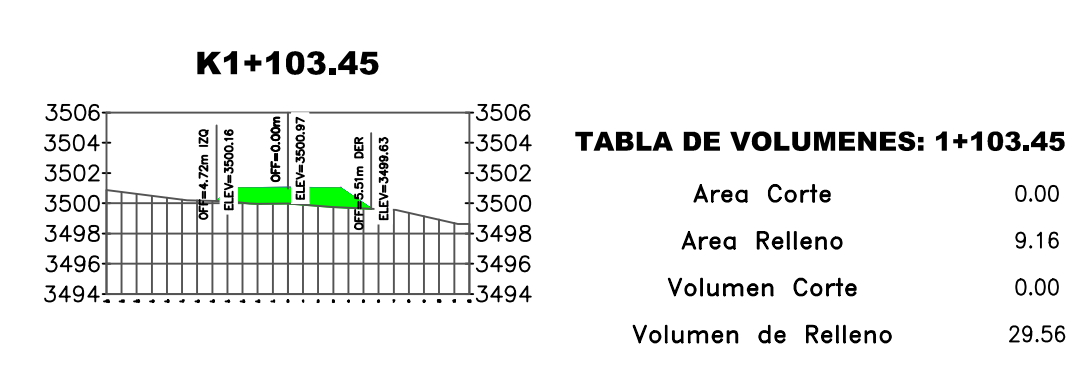 K1+103.45
3506 3506
3504 3504
3502 3502
3500 3500
3498 3498
3496 3496
3494 3494
OFF=4.72m IZQ
ELEV=3500.16
OFF=0.00m
ELEV=3500.97
OFF=5.51m DER
ELEV=3499.63
TABLA DE VOLUMENES: 1+103.45
Area Corte 0.00
Area Relleno 9.16
Volumen Corte 0.00
Volumen de Relleno 29.56